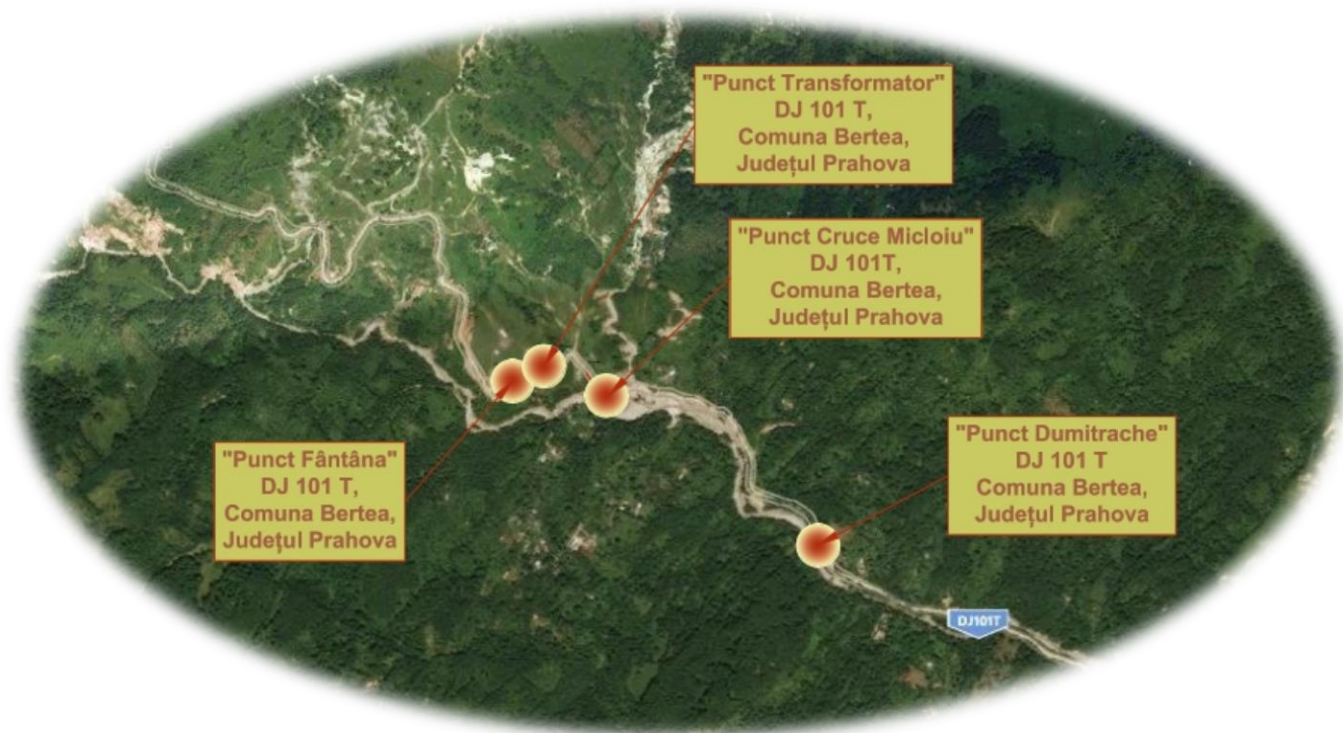 "Punct Transformator"
DJ 101 T,
Comuna Bertea,
Județul Prahova
"Punct Cruce Micloiu"
DJ 101T,
Comuna Bertea,
Județul Prahova
"Punct Fântâna"
DJ 101 T,
Comuna Bertea,
Județul Prahova
"Punct Dumitrache"
DJ 101 T
Comuna Bertea,
Județul Prahova
DJ101T